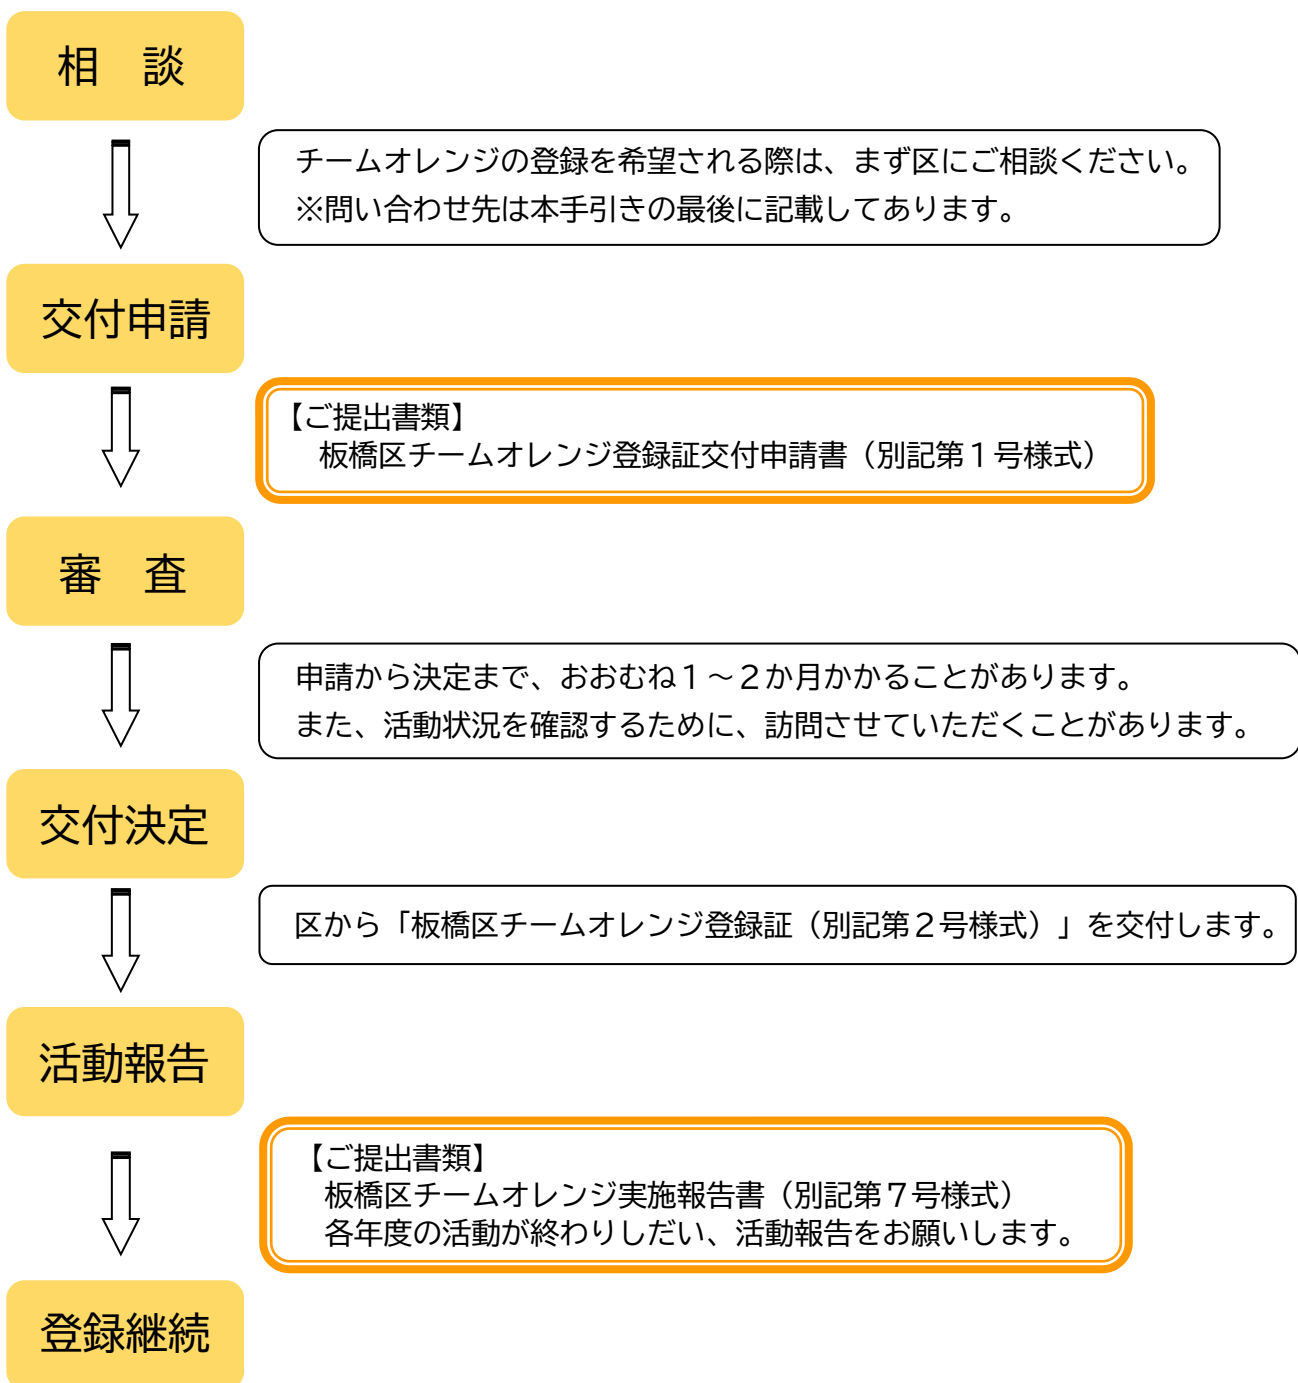 相　談
チームオレンジの登録を希望される際は、まず区にご相談ください。
※問い合わせ先は本手引きの最後に記載してあります。
交付申請
【ご提出書類】
板橋区チームオレンジ登録証交付申請書（別記第１号様式）
審　査
申請から決定まで、おおむね１～２か月かかることがあります。
また、活動状況を確認するために、訪問させていただくことがあります。
交付決定
区から「板橋区チームオレンジ登録証（別記第２号様式）」を交付します。
活動報告
【ご提出書類】
板橋区チームオレンジ実施報告書（別記第７号様式）
各年度の活動が終わりしだい、活動報告をお願いします。
登録継続